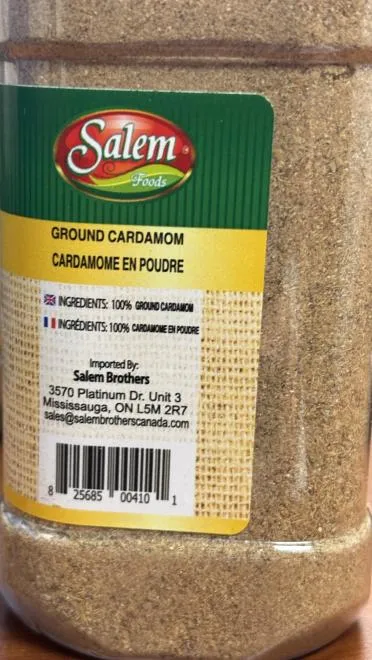 Salem
Foods
GROUND CARDAMOM
CARDAMOME EN POUDRE
INGREDIENTS: 100% GROUND CARDAMOM
INGRÉDIENTS: 100% CARDAMOME EN POUDRE
Imported By:
Salem Brothers
3570 Platinum Dr. Unit 3
Mississauga, ON L5M 2R7
sales@salembrotherscanada.com
8 25685 00410 1